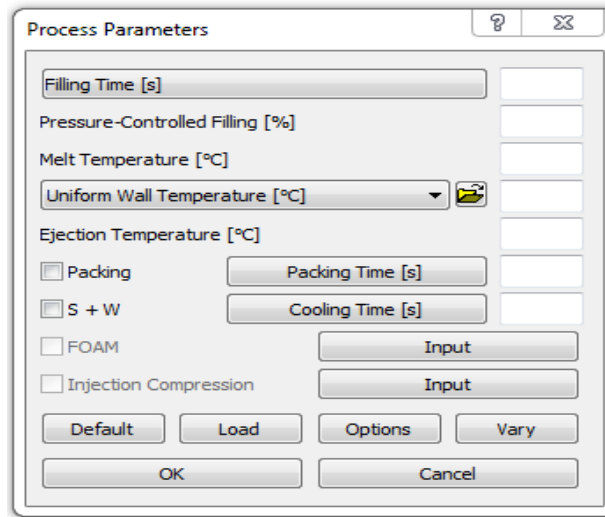 Process Parameters
Filling Time [s]
Pressure-Controlled Filling [%]
Melt Temperature [°C]
Uniform Wall Temperature [°C]
Ejection Temperature [°C]
Packing Packing Time [s]
S + W Cooling Time [s]
FOAM Input
Injection Compression Input
Default Load Options Vary
OK Cancel